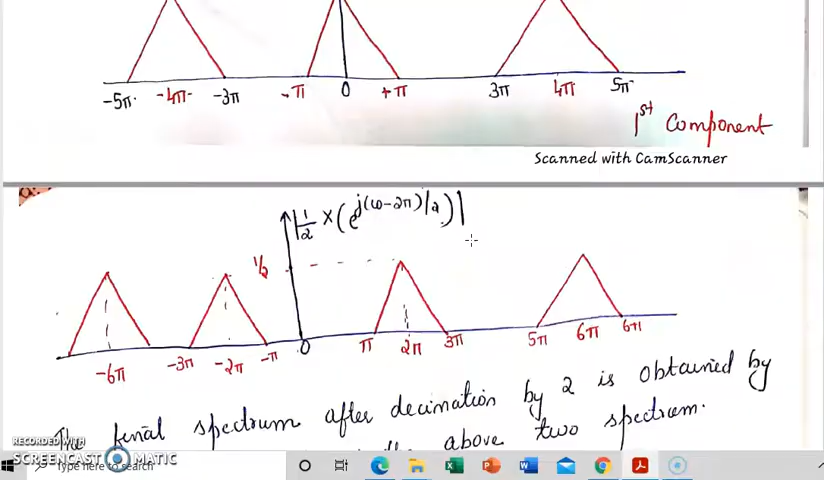 -5π -4π -3π -π 0 +π 3π 4π 5π
1st Component
Scanned with CamScanner
a.
|1/2 X(e^j(ω-2π)/2)|
1/2
-6π -3π -2π -π 0 π 2π 3π 5π 6π 6π
The final spectrum after decimation by 2 is obtained by
above two spectrum.
RECORDED WITH
SCREENCAST MATIC
Type here to search